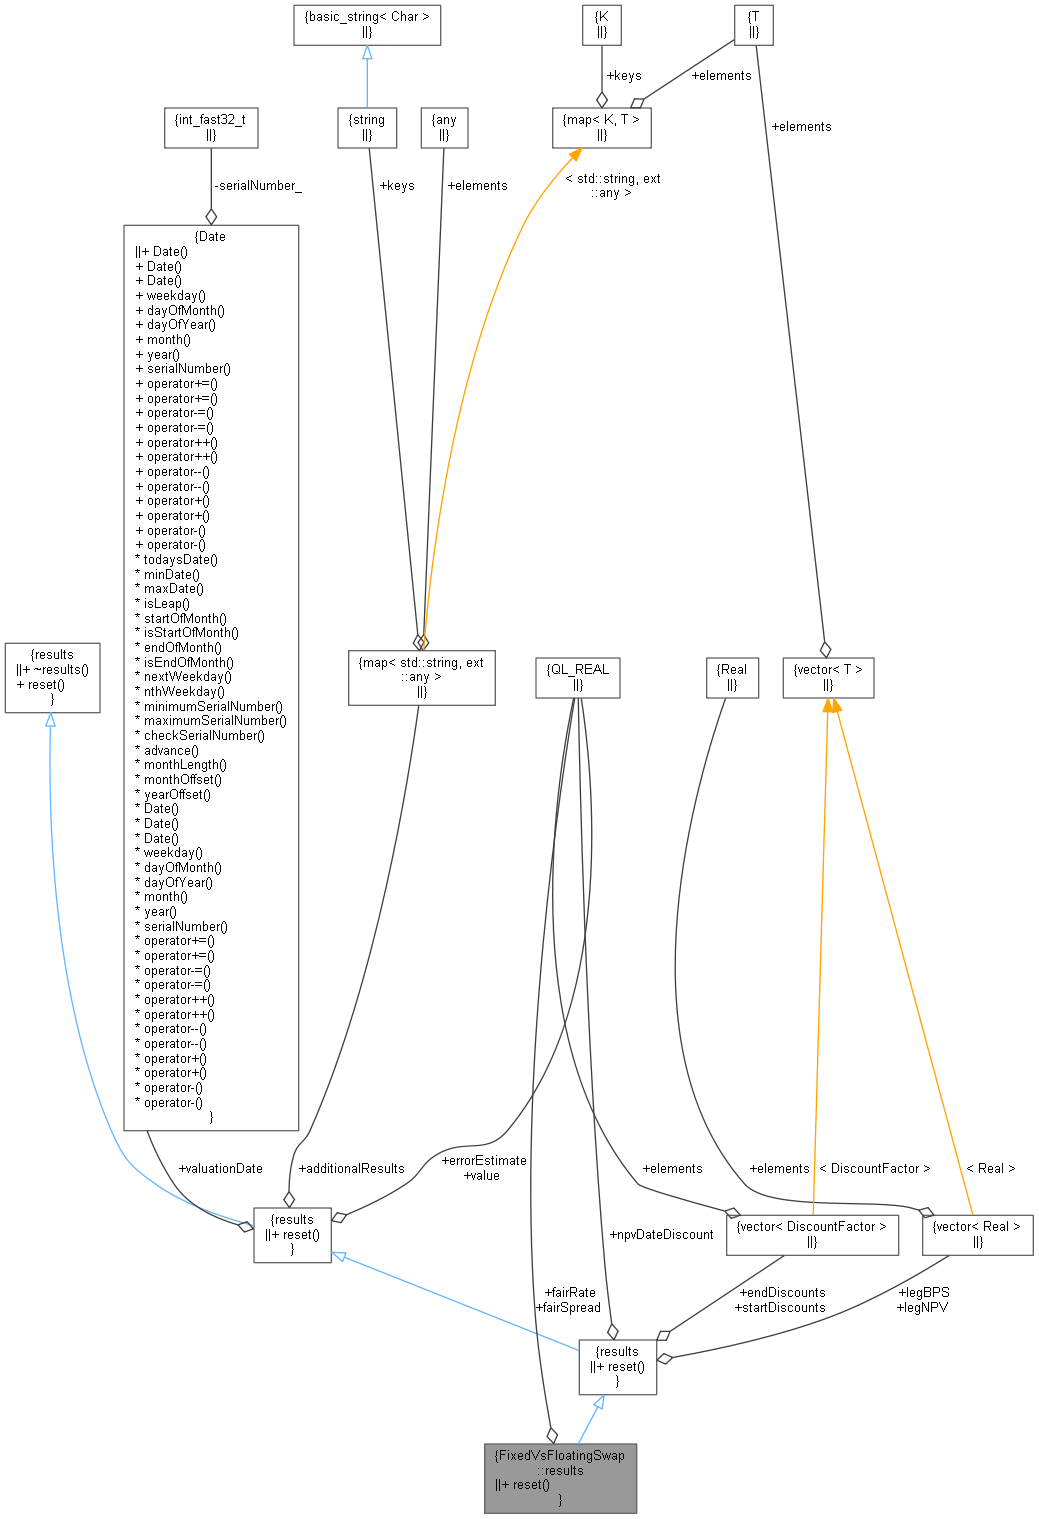 {basic_string< Char >
||}
{K
||}
{T
||}
+keys
+elements
{int_fast32_t
||}
{string
||}
{any
||}
{map< K, T >
||}
+elements
-serialNumber_
+keys
+elements
< std::string, ext
::any >
{Date
||+ Date()
+ Date()
+ Date()
+ weekday()
+ dayOfMonth()
+ dayOfYear()
+ month()
+ year()
+ serialNumber()
+ operator+=()
+ operator+=()
+ operator-=()
+ operator-=()
+ operator++()
+ operator++()
+ operator--()
+ operator--()
+ operator+()
+ operator+()
+ operator-()
+ operator-()
* todaysDate()
* minDate()
* maxDate()
* isLeap()
* startOfMonth()
* isStartOfMonth()
* endOfMonth()
* isEndOfMonth()
* nextWeekday()
* nthWeekday()
* minimumSerialNumber()
* maximumSerialNumber()
* checkSerialNumber()
* advance()
* monthLength()
* monthOffset()
* yearOffset()
* Date()
* Date()
* Date()
* weekday()
* dayOfMonth()
* dayOfYear()
* month()
* year()
* serialNumber()
* operator+=()
* operator+=()
* operator-=()
* operator-=()
* operator++()
* operator++()
* operator--()
* operator--()
* operator+()
* operator+()
* operator-()
* operator-()
}
{results
||+ ~results()
+ reset()
}
{map< std::string, ext
::any >
||}
{QL_REAL
||}
{Real
||}
{vector< T >
||}
+valuationDate
+additionalResults
+errorEstimate
+value
+elements
+elements
< DiscountFactor >
< Real >
{results
||+ reset()
}
+npvDateDiscount
{vector< DiscountFactor >
||}
{vector< Real >
||}
+fairRate
+fairSpread
+endDiscounts
+startDiscounts
+legBPS
+legNPV
{results
||+ reset()
}
{FixedVsFloatingSwap
::results
||+ reset()
}